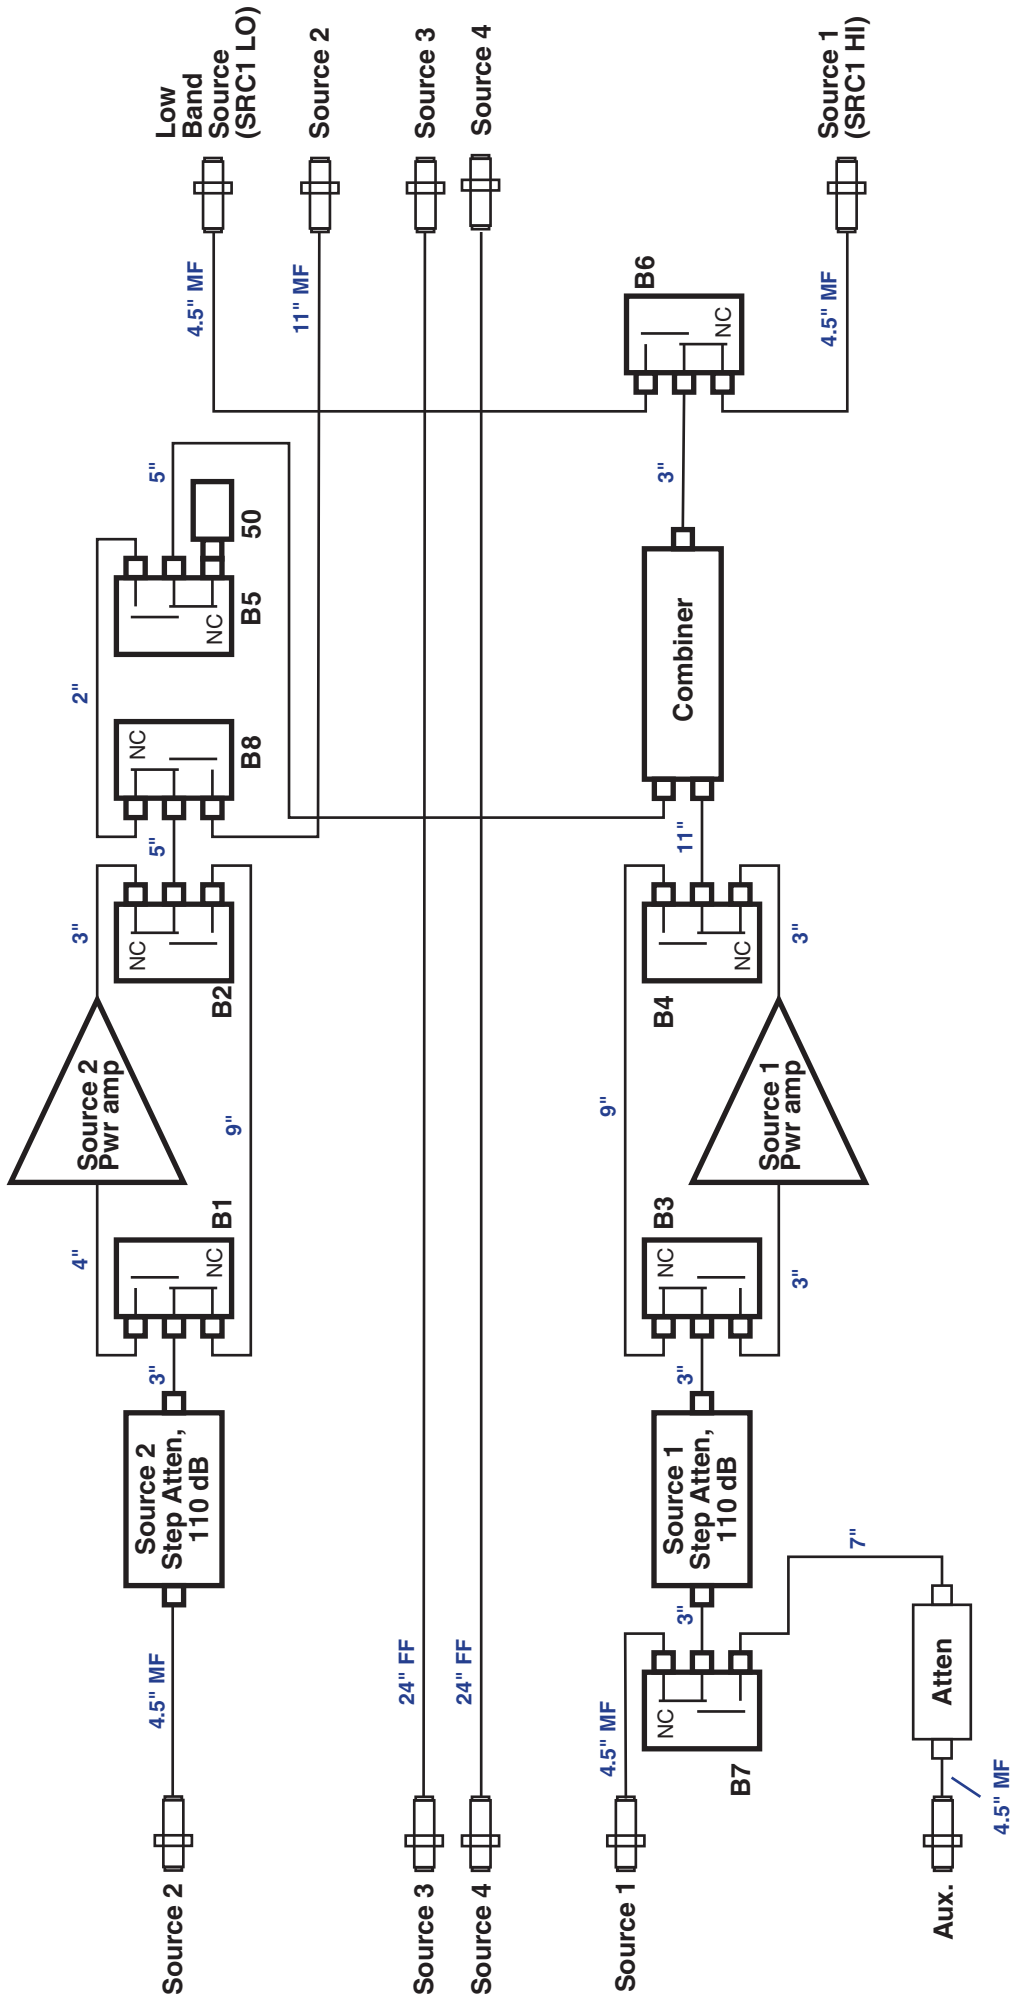 Low
Band
Source
(SRC1 LO)
Source 2
Source 3
Source 4
Source 1
(SRC1 HI)
4.5" MF
11" MF
4.5" MF
B6
NC
5"
50
B5
NC
3"
2"
B8
NC
Combiner
5"
11"
3"
NC
B2
B4
NC
3"
Source 2
Pwr amp
9"
9"
Source 1
Pwr amp
4"
B1
NC
B3
NC
3"
3"
3"
Source 2
Step Atten,
110 dB
Source 1
Step Atten,
110 dB
7"
3"
4.5" MF
24" FF
24" FF
4.5" MF
NC
B7
Atten
4.5" MF
Source 2
Source 3
Source 4
Source 1
Aux.